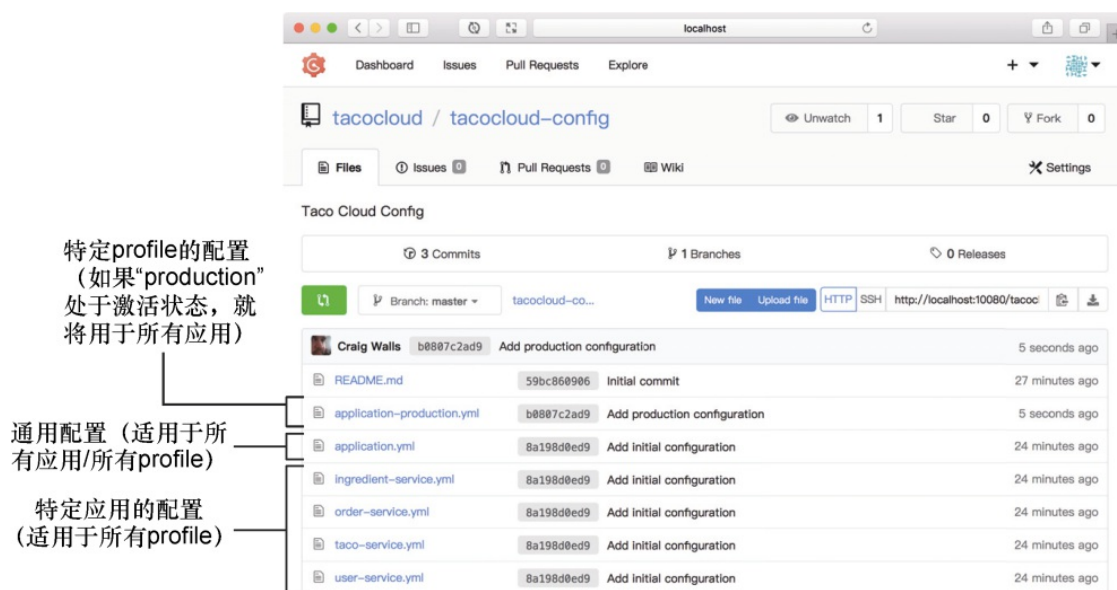 localhost
Dashboard Issues Pull Requests Explore
tacocloud / tacocloud-config
Unwatch 1 Star 0 Fork 0
Files Issues 0 Pull Requests 0 Wiki Settings
Taco Cloud Config
3 Commits 1 Branches 0 Releases
Branch: master tacocloud-co... New file Upload file HTTP SSH http://localhost:10080/tacocl
Craig Walls b0807c2ad9 Add production configuration 5 seconds ago
README.md 59bc860906 Initial commit 27 minutes ago
application-production.yml b0807c2ad9 Add production configuration 5 seconds ago
application.yml 8a198d0ed9 Add initial configuration 24 minutes ago
ingredient-service.yml 8a198d0ed9 Add initial configuration 24 minutes ago
order-service.yml 8a198d0ed9 Add initial configuration 24 minutes ago
taco-service.yml 8a198d0ed9 Add initial configuration 24 minutes ago
user-service.yml 8a198d0ed9 Add initial configuration 24 minutes ago
特定profile的配置
（如果“production”
处于激活状态，就
将用于所有应用）
通用配置（适用于所
有应用/所有profile）
特定应用的配置
（适用于所有profile）